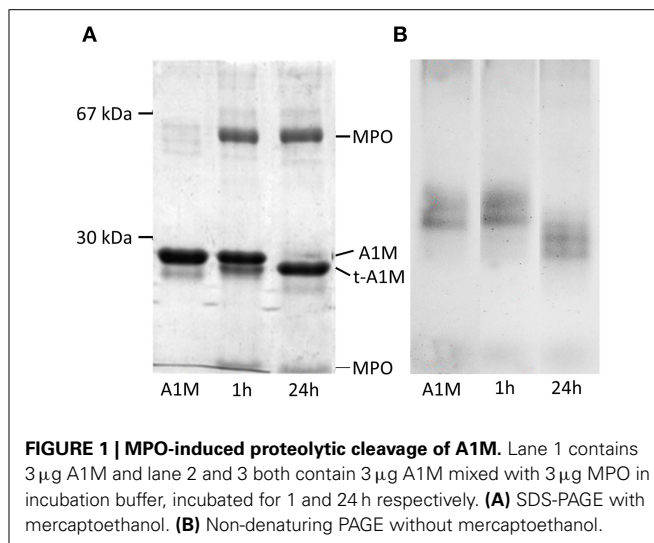 A
B
67 kDa
MPO
30 kDa
A1M
t-A1M
MPO
A1M 1h 24h
A1M 1h 24h
FIGURE 1 | MPO-induced proteolytic cleavage of A1M. Lane 1 contains
3 μg A1M and lane 2 and 3 both contain 3 μg A1M mixed with 3 μg MPO in
incubation buffer, incubated for 1 and 24 h respectively. (A) SDS-PAGE with
mercaptoethanol. (B) Non-denaturing PAGE without mercaptoethanol.